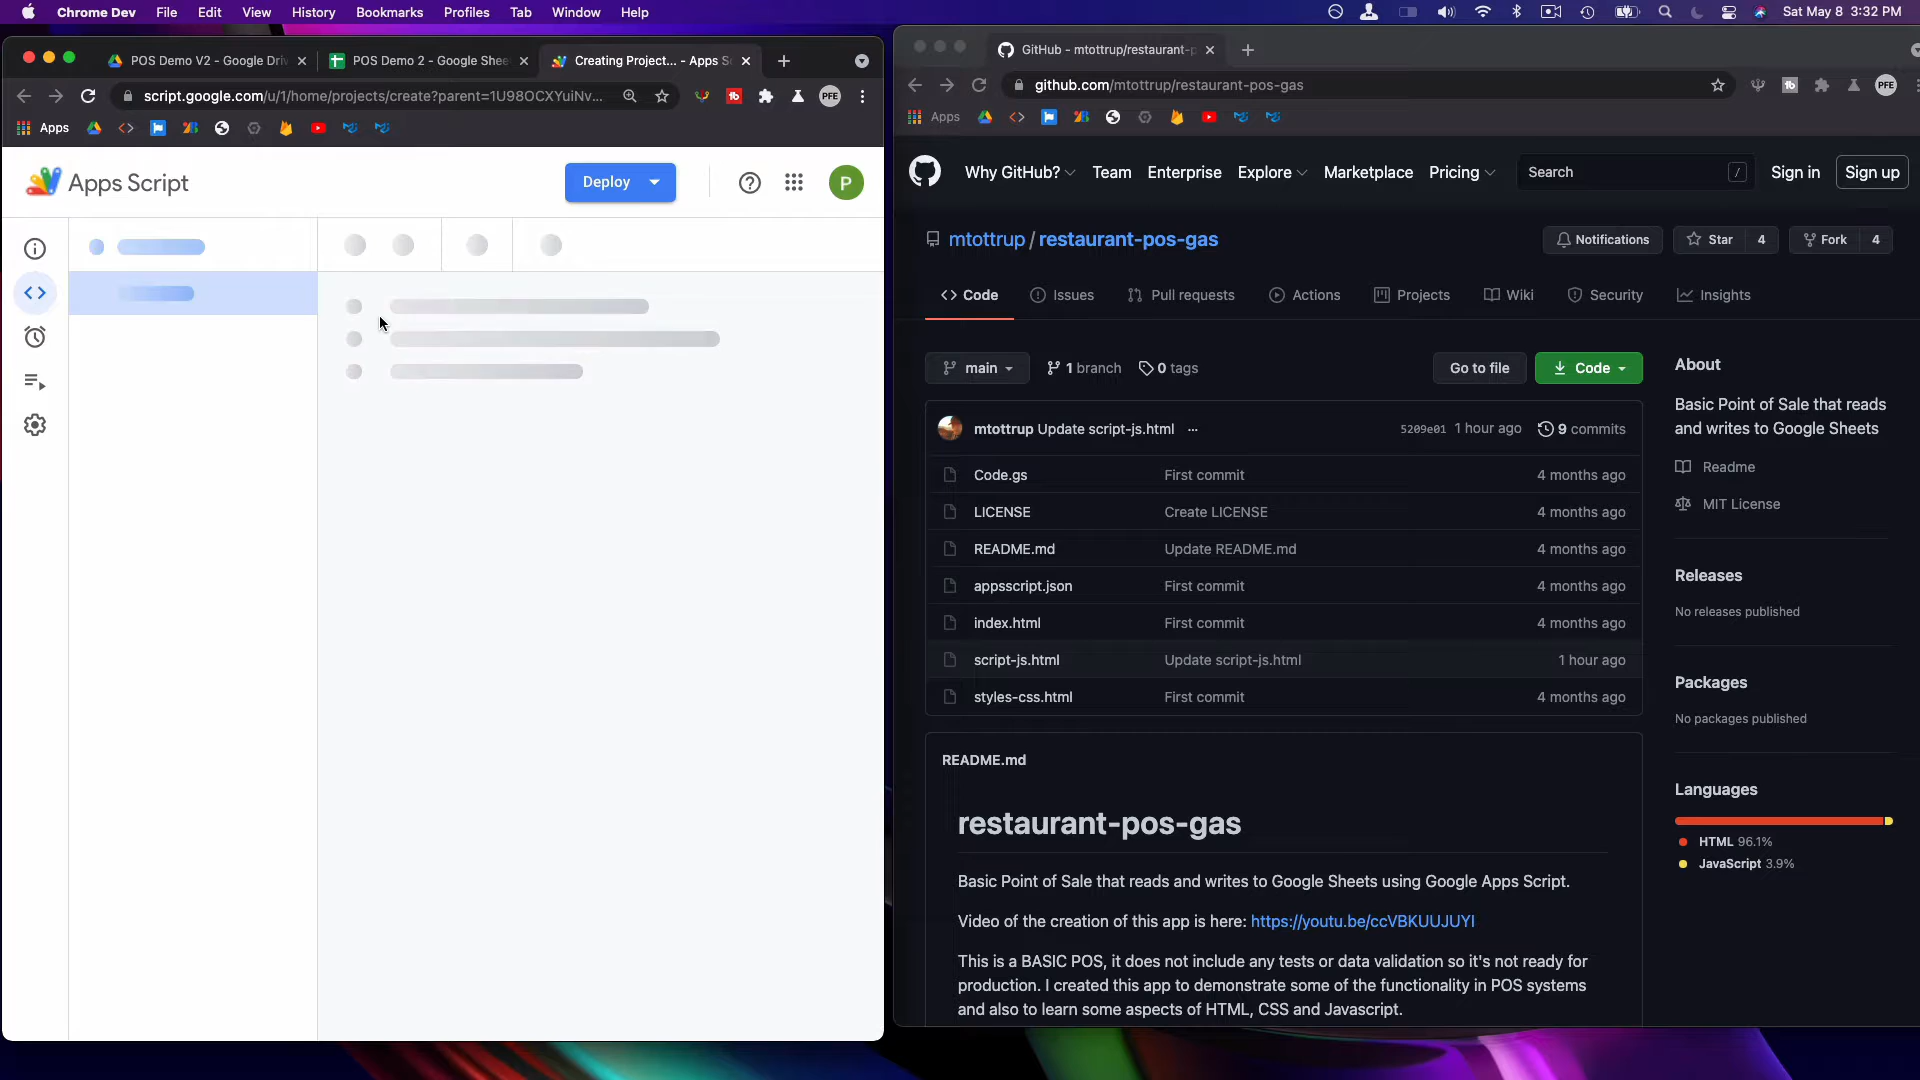 Chrome Dev File Edit View History Bookmarks Profiles Tab Window Help Sat May 8 3:32 PM
POS Demo V2 - Google Driv
POS Demo 2 - Google Shee
Creating Project... - Apps S
script.google.com/u/1/home/projects/create?parent=1U98OCXYuiNv...
PFE
Apps
Apps Script
Deploy
P
GitHub - mtottrup/restaurant-p
github.com/mtottrup/restaurant-pos-gas
PFE
Apps
Why GitHub? Team Enterprise Explore Marketplace Pricing Search / Sign in Sign up
mtottrup / restaurant-pos-gas
Notifications Star 4 Fork 4
Code Issues Pull requests Actions Projects Wiki Security Insights
main 1 branch 0 tags Go to file Code
mtottrup Update script-js.html ... 5209e01 1 hour ago 9 commits
Code.gs First commit 4 months ago
LICENSE Create LICENSE 4 months ago
README.md Update README.md 4 months ago
appsscript.json First commit 4 months ago
index.html First commit 4 months ago
script-js.html Update script-js.html 1 hour ago
styles-css.html First commit 4 months ago
README.md
restaurant-pos-gas
Basic Point of Sale that reads and writes to Google Sheets using Google Apps Script.
Video of the creation of this app is here: https://youtu.be/ccVBKUUJUYI
This is a BASIC POS, it does not include any tests or data validation so it's not ready for
production. I created this app to demonstrate some of the functionality in POS systems
and also to learn some aspects of HTML, CSS and Javascript.
About
Basic Point of Sale that reads
and writes to Google Sheets
Readme
MIT License
Releases
No releases published
Packages
No packages published
Languages
HTML 96.1%
JavaScript 3.9%